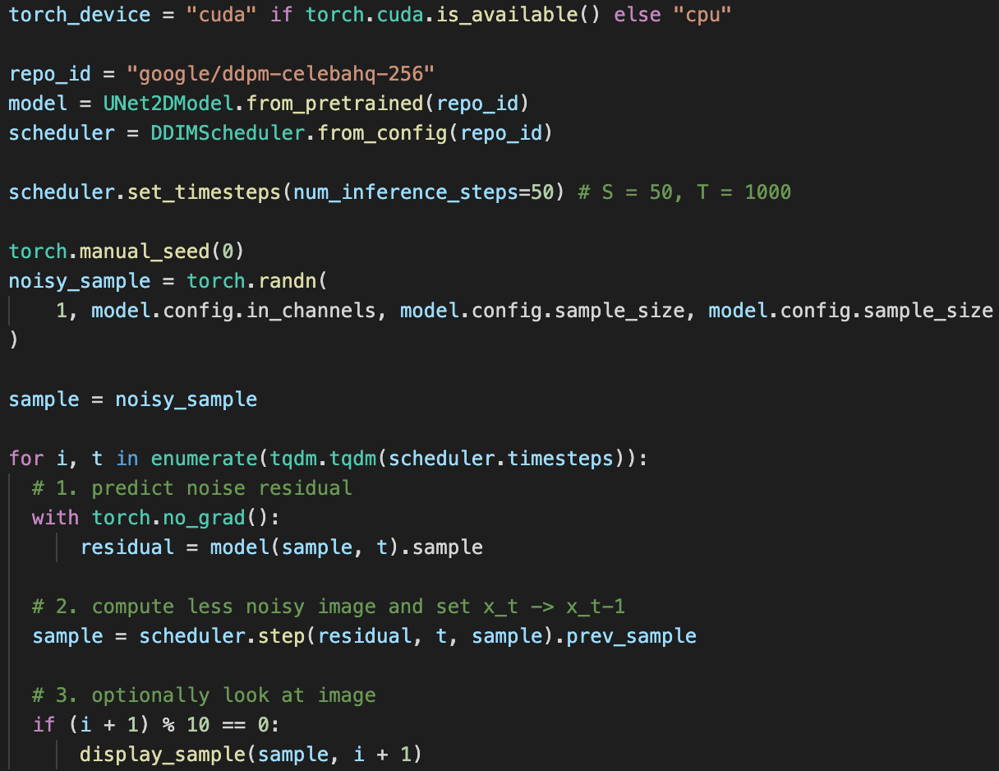 torch_device = "cuda" if torch.cuda.is_available() else "cpu"
repo_id = "google/ddpm-celebahq-256"
model = UNet2DModel.from_pretrained(repo_id)
scheduler = DDIMScheduler.from_config(repo_id)
scheduler.set_timesteps(num_inference_steps=50) # S = 50, T = 1000
torch.manual_seed(0)
noisy_sample = torch.randn(
    1, model.config.in_channels, model.config.sample_size, model.config.sample_size
)
sample = noisy_sample
for i, t in enumerate(tqdm.tqdm(scheduler.timesteps)):
  # 1. predict noise residual
  with torch.no_grad():
      residual = model(sample, t).sample
  # 2. compute less noisy image and set x_t -> x_t-1
  sample = scheduler.step(residual, t, sample).prev_sample
  # 3. optionally look at image
  if (i + 1) % 10 == 0:
      display_sample(sample, i + 1)